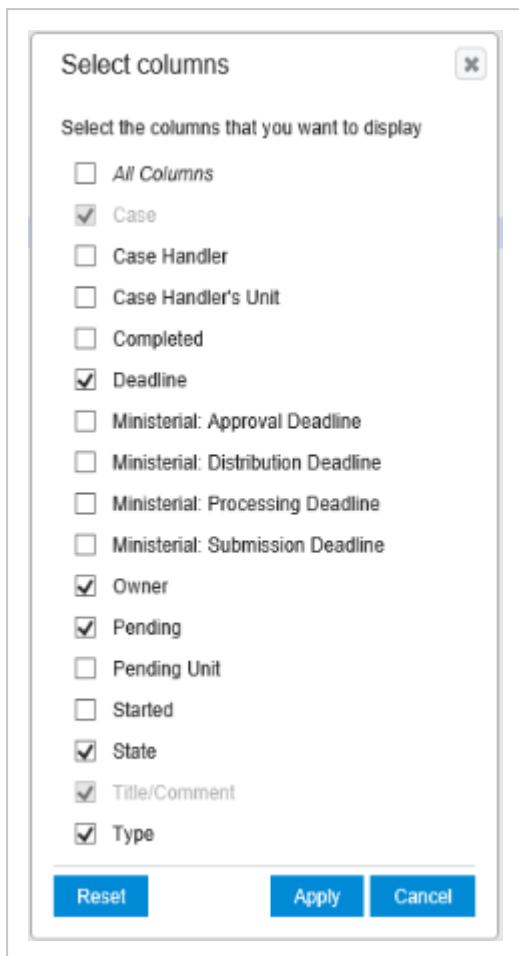 Select columns
Select the columns that you want to display
All Columns
Case
Case Handler
Case Handler's Unit
Completed
Deadline
Ministerial: Approval Deadline
Ministerial: Distribution Deadline
Ministerial: Processing Deadline
Ministerial: Submission Deadline
Owner
Pending
Pending Unit
Started
State
Title/Comment
Type
Reset Apply Cancel